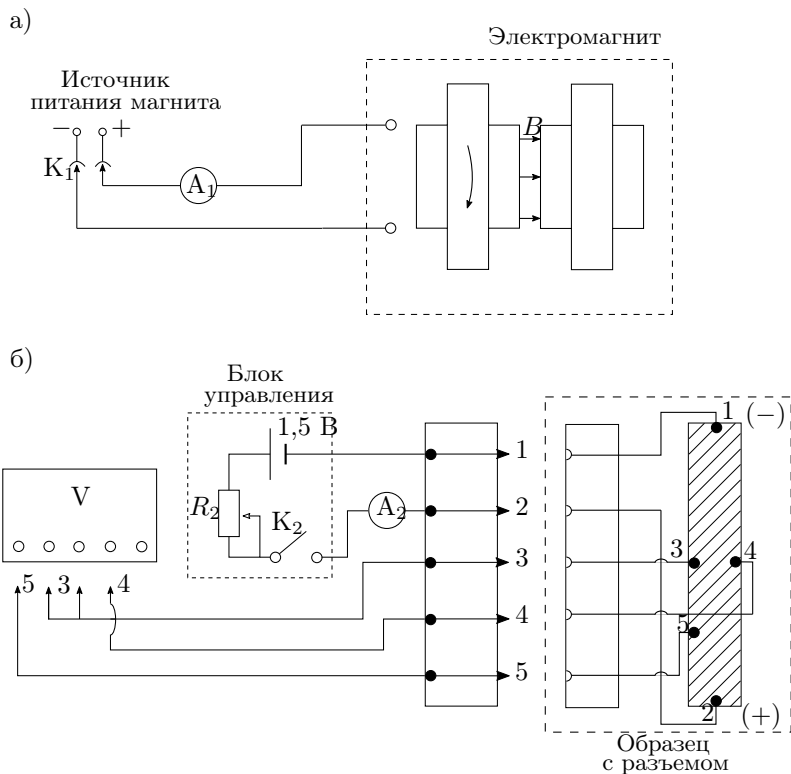 а)
Электромагнит
Источник
питания магнита
− +
B
K1
A1
б)
Блок
управления
1,5 В
1 (−)
1
V
R2
K2
A2
2
3
3 4
5 3 4
4
5
5
2 (+)
Образец
с разъемом